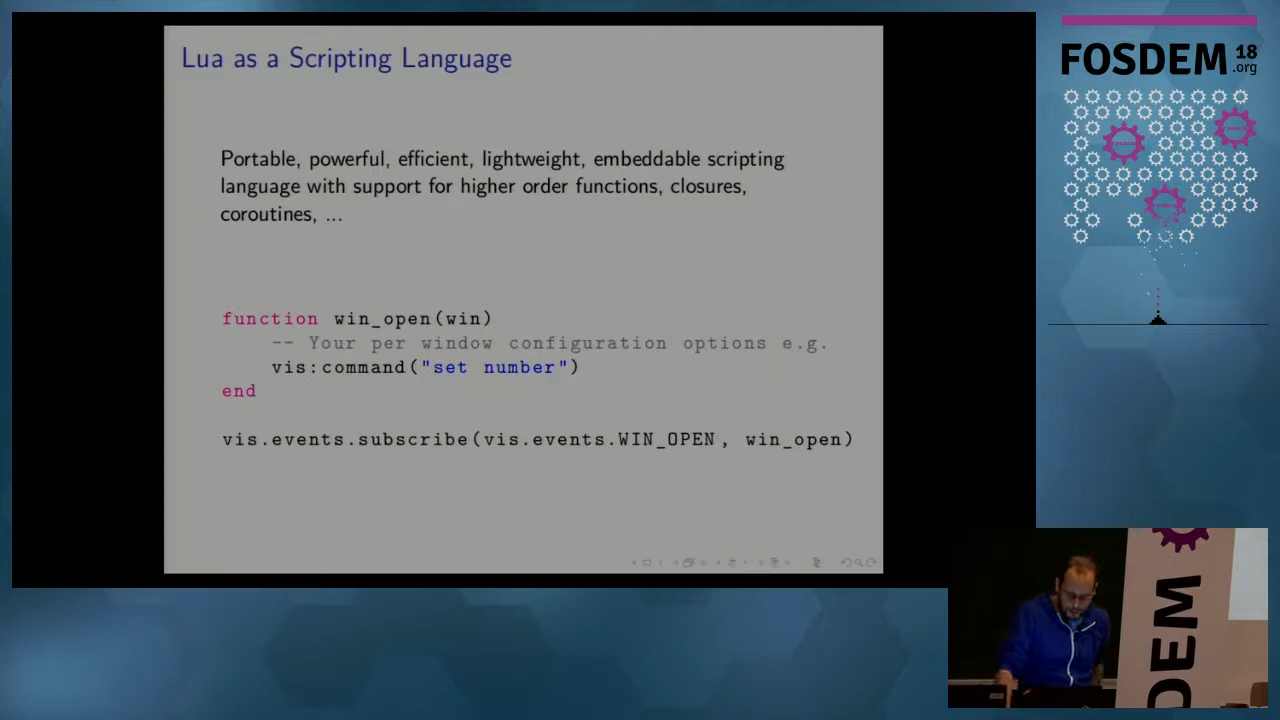 Lua as a Scripting Language
Portable, powerful, efficient, lightweight, embeddable scripting
language with support for higher order functions, closures,
coroutines, ...
function win_open(win)
-- Your per window configuration options e.g.
vis:command("set number")
end
vis.events.subscribe(vis.events.WIN_OPEN, win_open)
FOSDEM 18
.org
DEM